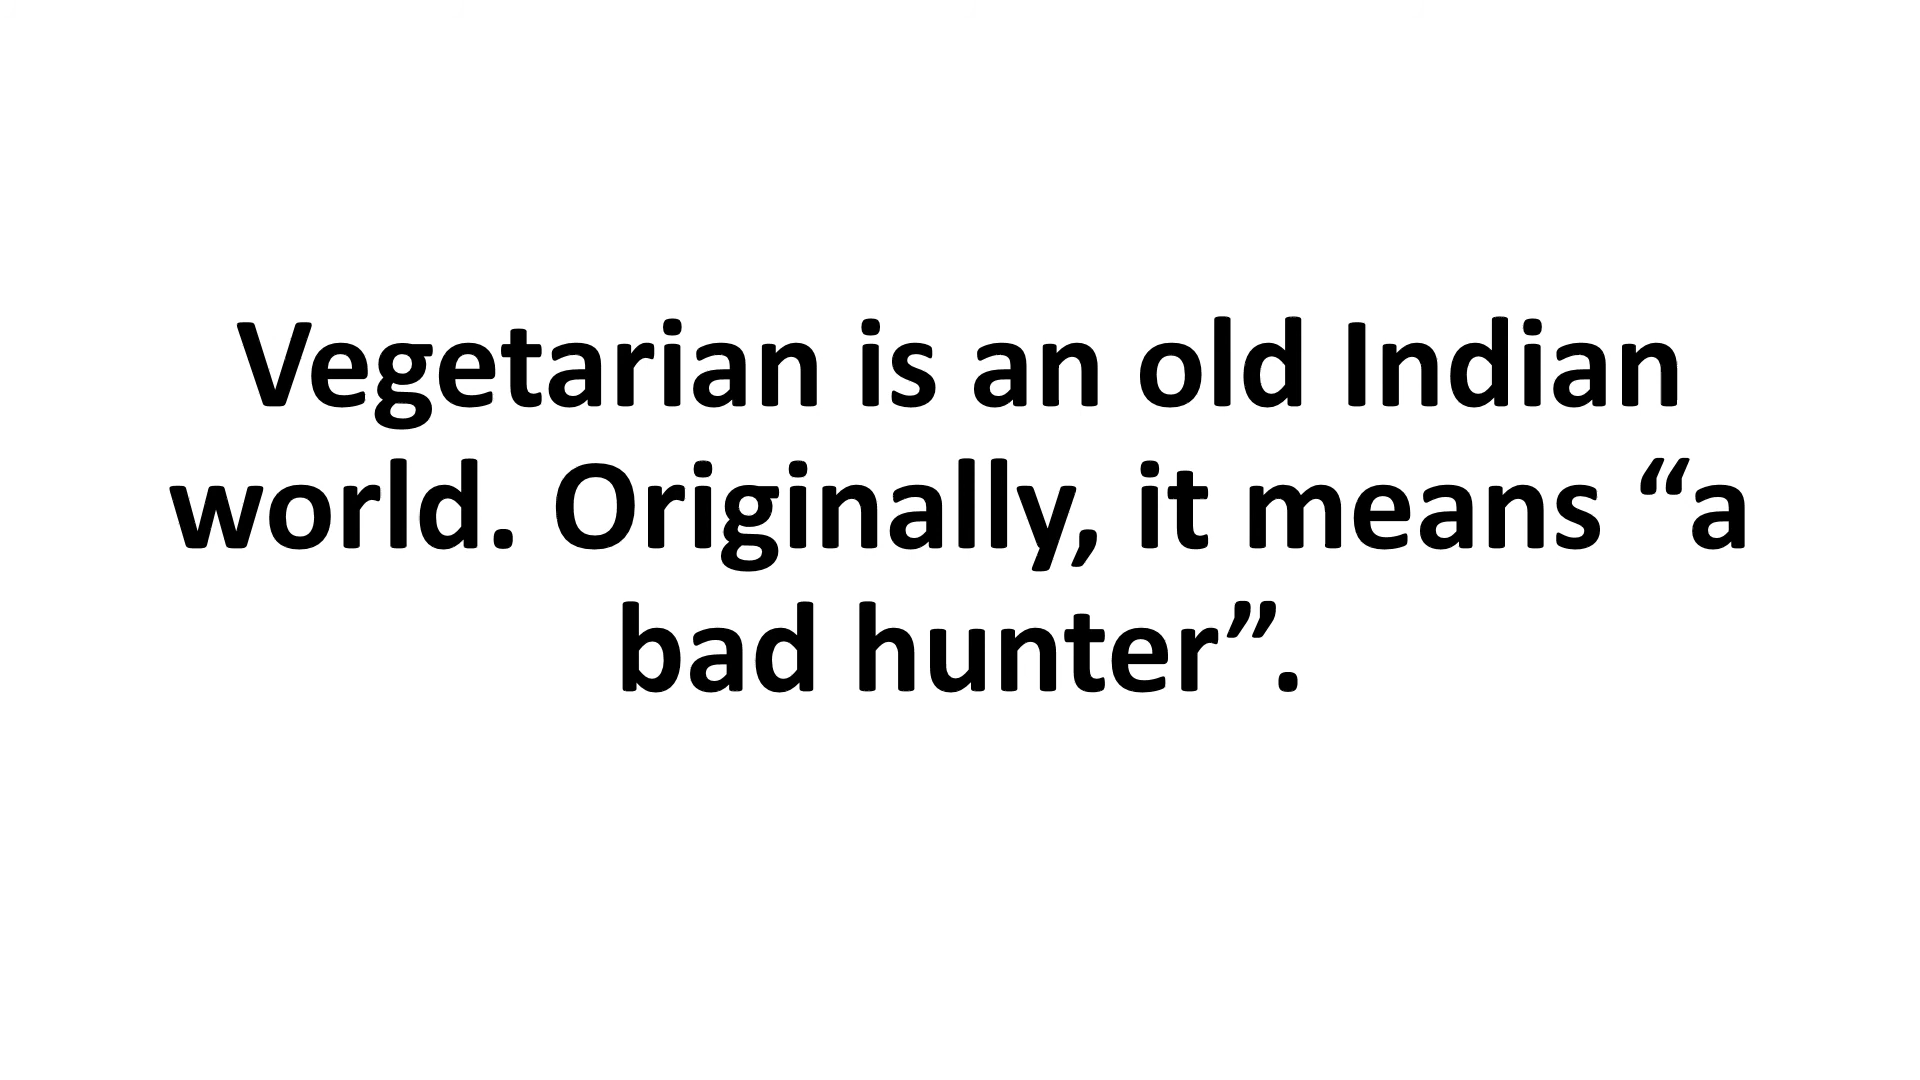 Vegetarian is an old Indian
world. Originally, it means “a
bad hunter”.